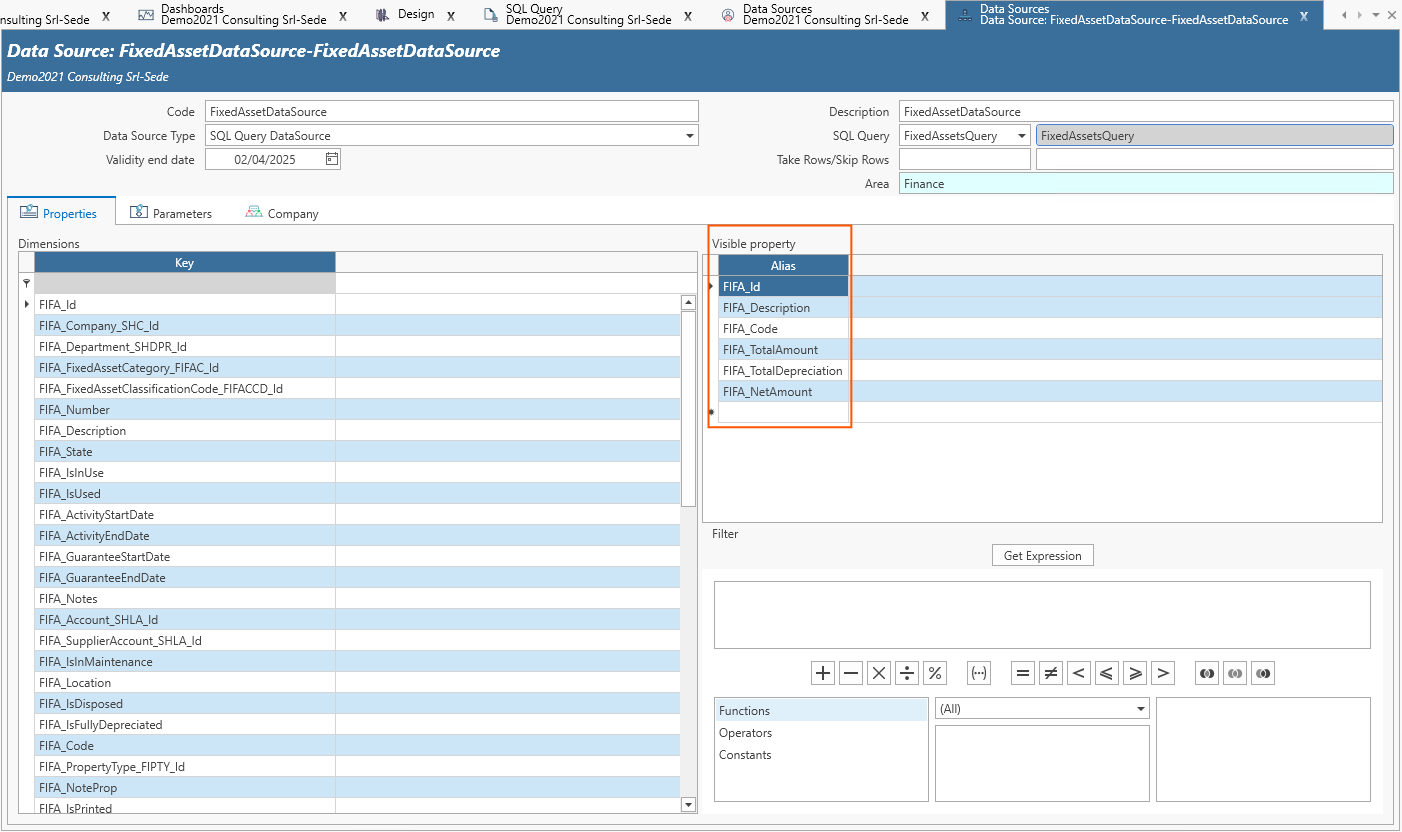 nsulting Srl-Sede X
Dashboards
Demo2021 Consulting Srl-Sede X
Design X
SQL Query
Demo2021 Consulting Srl-Sede X
Data Sources
Demo2021 Consulting Srl-Sede X
Data Sources
Data Source: FixedAssetDataSource-FixedAssetDataSource X
Data Source: FixedAssetDataSource-FixedAssetDataSource
Demo2021 Consulting Srl-Sede
Code FixedAssetDataSource
Description FixedAssetDataSource
Data Source Type SQL Query DataSource
SQL Query FixedAssetsQuery FixedAssetsQuery
Validity end date 02/04/2025
Take Rows/Skip Rows
Area Finance
Properties Parameters Company
Dimensions
Key
FIFA_Id
FIFA_Company_SHC_Id
FIFA_Department_SHDPR_Id
FIFA_FixedAssetCategory_FIFAC_Id
FIFA_FixedAssetClassificationCode_FIFACCD_Id
FIFA_Number
FIFA_Description
FIFA_State
FIFA_IsInUse
FIFA_IsUsed
FIFA_ActivityStartDate
FIFA_ActivityEndDate
FIFA_GuaranteeStartDate
FIFA_GuaranteeEndDate
FIFA_Notes
FIFA_Account_SHLA_Id
FIFA_SupplierAccount_SHLA_Id
FIFA_IsInMaintenance
FIFA_Location
FIFA_IsDisposed
FIFA_IsFullyDepreciated
FIFA_Code
FIFA_PropertyType_FIPTY_Id
FIFA_NoteProp
FIFA_IsPrinted
Visible property
Alias
FIFA_Id
FIFA_Description
FIFA_Code
FIFA_TotalAmount
FIFA_TotalDepreciation
FIFA_NetAmount
Filter
Get Expression
+ − × ÷ % (···) = ≠ < ⩽ ⩾ >
Functions
Operators
Constants
(All)